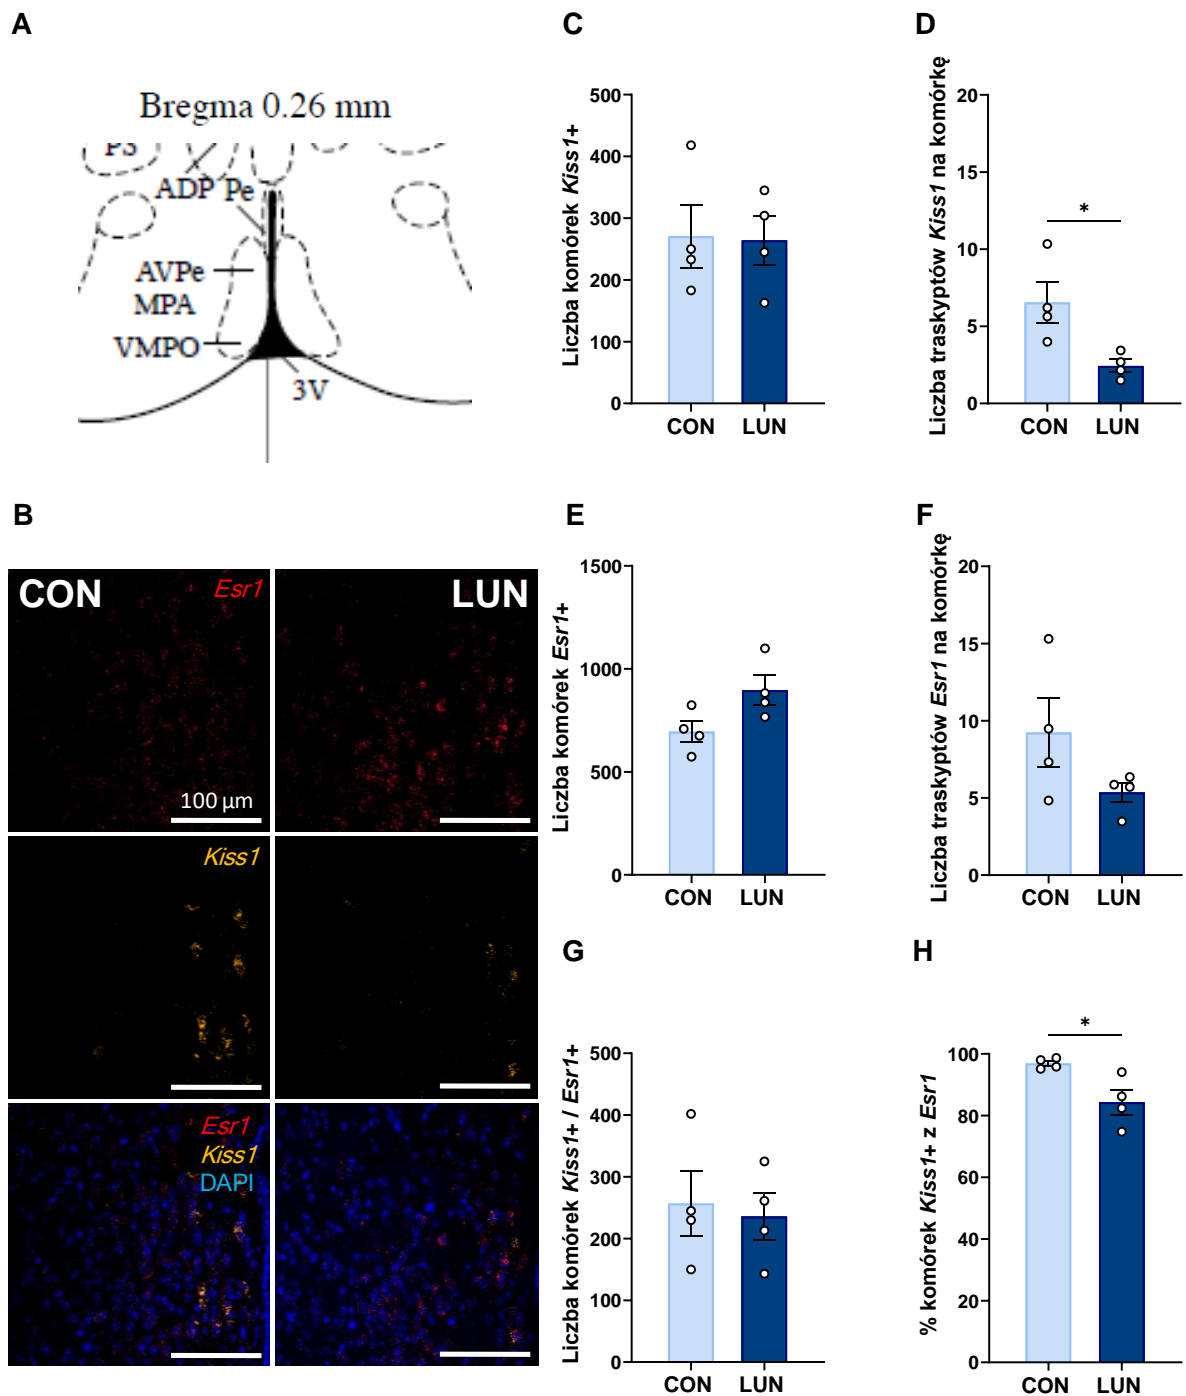 A
Bregma 0.26 mm
PS
ADP Pe
AVPe
MPA
VMPO
3V
B
CON
Esr1
LUN
100 µm
Kiss1
Esr1
Kiss1
DAPI
C
Liczba komórek Kiss1+
500
400
300
200
100
0
CON LUN
D
Liczba traskyptów Kiss1 na komórkę
20
15
10
5
0
*
CON LUN
E
Liczba komórek Esr1+
1500
1000
500
0
CON LUN
F
Liczba traskyptów Esr1 na komórkę
20
15
10
5
0
CON LUN
G
Liczba komórek Kiss1+ / Esr1+
500
400
300
200
100
0
CON LUN
H
% komórek Kiss1+ z Esr1
100
80
60
40
20
0
*
CON LUN